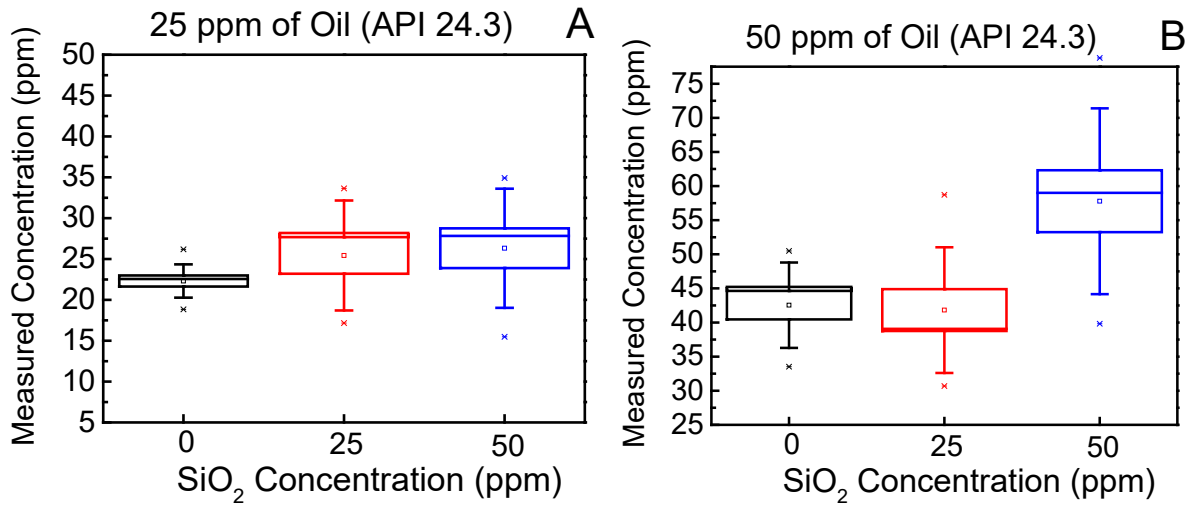 25 ppm of Oil (API 24.3) A
Measured Concentration (ppm)
50
45
40
35
30
25
20
15
10
5
0 25 50
SiO₂ Concentration (ppm)
50 ppm of Oil (API 24.3) B
Measured Concentration (ppm)
75
70
65
60
55
50
45
40
35
30
25
0 25 50
SiO₂ Concentration (ppm)